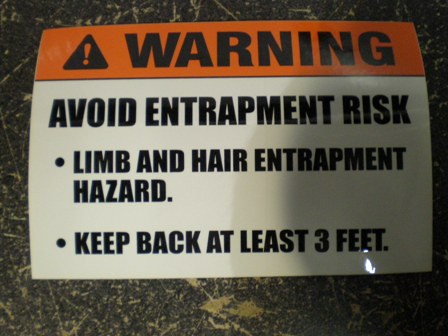 WARNING
AVOID ENTRAPMENT RISK
• LIMB AND HAIR ENTRAPMENT
HAZARD.
• KEEP BACK AT LEAST 3 FEET.